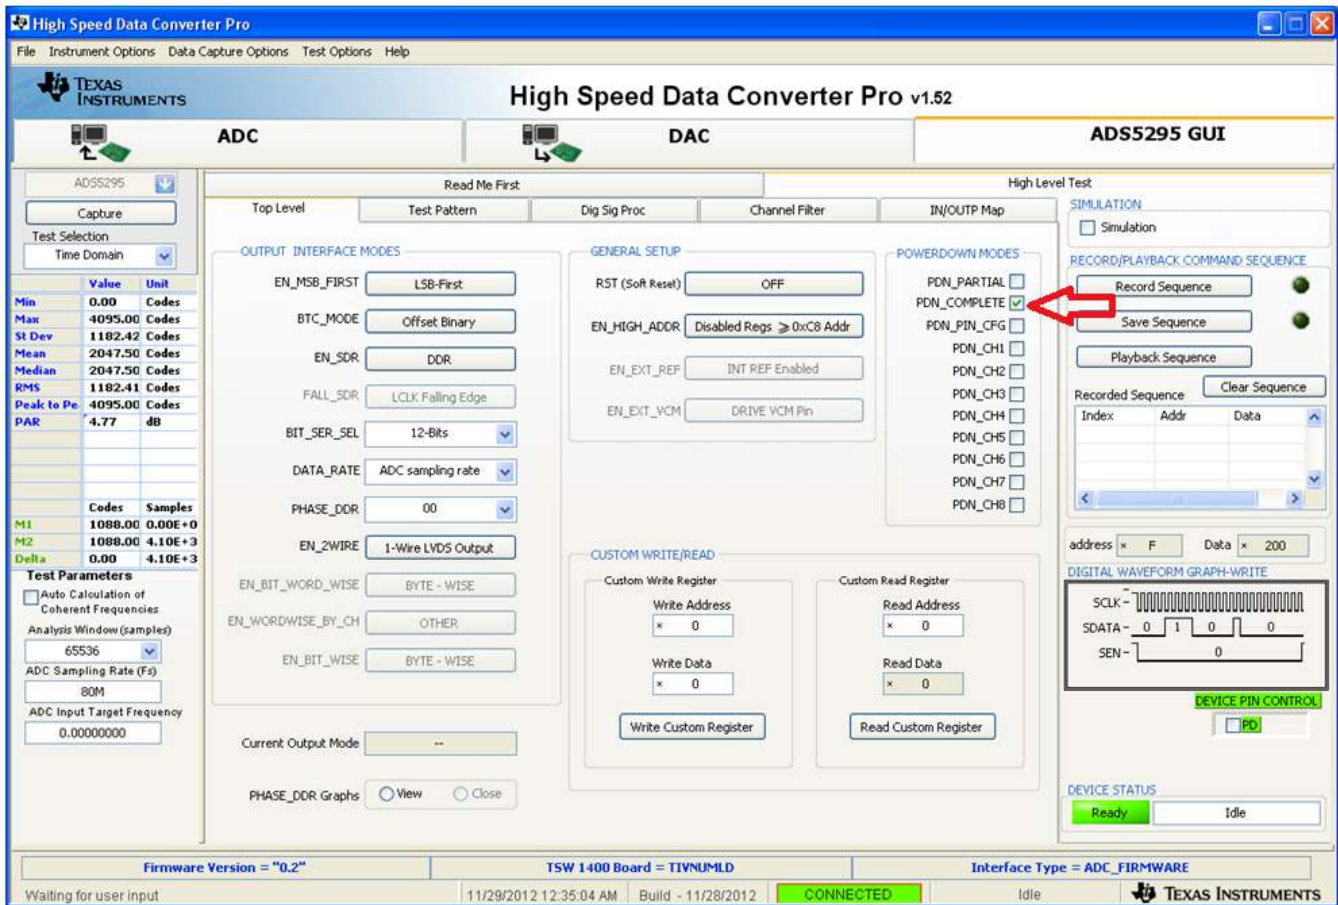 High Speed Data Converter Pro
File Instrument Options Data Capture Options Test Options Help
TEXAS INSTRUMENTS
High Speed Data Converter Pro v1.52
ADC
DAC
ADS5295 GUI
ADS5295
Capture
Test Selection
Time Domain
Value Unit
Min 0.00 Codes
Max 4095.00 Codes
St Dev 1182.42 Codes
Mean 2047.50 Codes
Median 2047.50 Codes
RMS 1182.41 Codes
Peak to Pe 4095.00 Codes
PAR 4.77 dB
Codes Samples
M1 1088.00 0.00E+0
M2 1088.00 4.10E+3
Delta 0.00 4.10E+3
Test Parameters
Auto Calculation of
Coherent Frequencies
Analysis Window (samples)
65536
ADC Sampling Rate (Fs)
80M
ADC Input Target Frequency
0.00000000
Read Me First
High Level Test
Top Level
Test Pattern
Dig Sig Proc
Channel Filter
IN/OUTP Map
OUTPUT INTERFACE MODES
EN_MSB_FIRST LSB-First
BTC_MODE Offset Binary
EN_SDR DDR
FALL_SDR LCLK Falling Edge
BIT_SER_SEL 12-Bits
DATA_RATE ADC sampling rate
PHASE_DDR 00
EN_2WIRE 1-Wire LVDS Output
EN_BIT_WORD_WISE BYTE - WISE
EN_WORDWISE_BY_CH OTHER
EN_BIT_WISE BYTE - WISE
Current Output Mode --
PHASE_DDR Graphs View Close
GENERAL SETUP
RST (Soft Reset) OFF
EN_HIGH_ADDR Disabled Regs ⩾ 0xC8 Addr
EN_EXT_REF INT REF Enabled
EN_EXT_VCM DRIVE VCM Pin
POWERDOWN MODES
PDN_PARTIAL
PDN_COMPLETE
PDN_PIN_CFG
PDN_CH1
PDN_CH2
PDN_CH3
PDN_CH4
PDN_CH5
PDN_CH6
PDN_CH7
PDN_CH8
CUSTOM WRITE/READ
Custom Write Register
Write Address
× 0
Write Data
× 0
Write Custom Register
Custom Read Register
Read Address
× 0
Read Data
× 0
Read Custom Register
SIMULATION
Simulation
RECORD/PLAYBACK COMMAND SEQUENCE
Record Sequence
Save Sequence
Playback Sequence
Recorded Sequence Clear Sequence
Index Addr Data
address × F Data × 200
DIGITAL WAVEFORM GRAPH-WRITE
SCLK-
SDATA- 0 1 0 0
SEN- 0
DEVICE PIN CONTROL
PD
DEVICE STATUS
Ready Idle
Firmware Version = "0.2" TSW 1400 Board = TIVNUMLD Interface Type = ADC_FIRMWARE
Waiting for user input 11/29/2012 12:35:04 AM Build - 11/28/2012 CONNECTED Idle TEXAS INSTRUMENTS